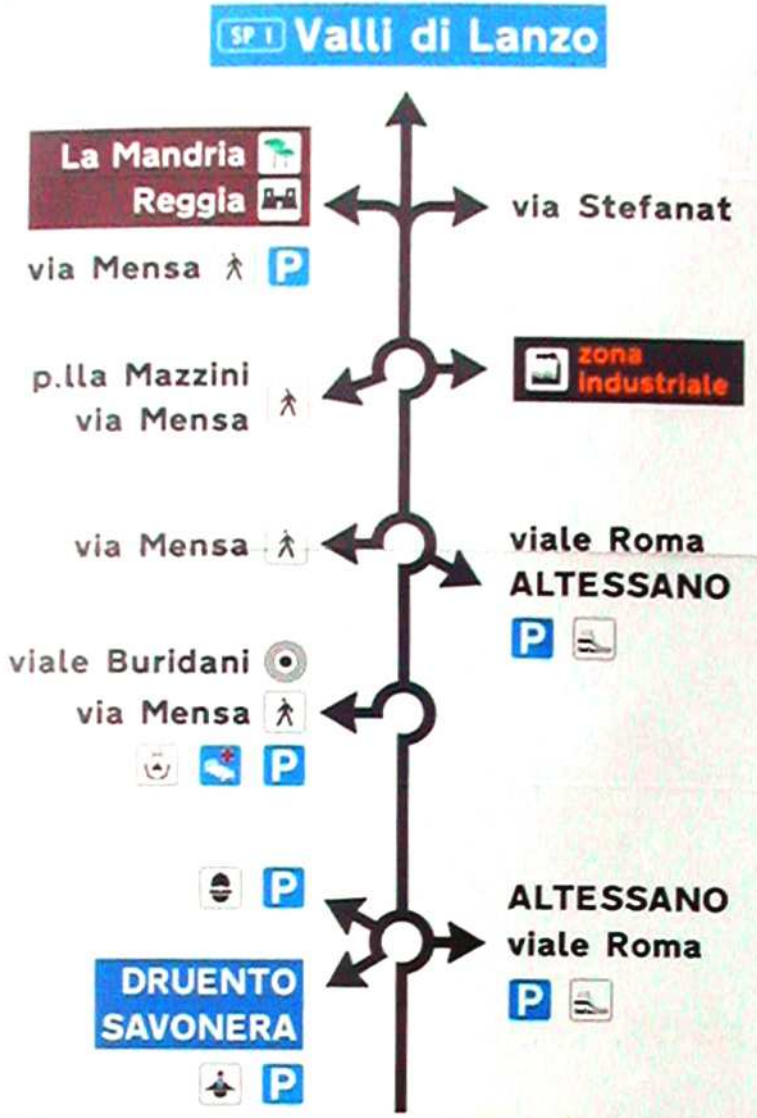 SP 1 Valli di Lanzo
La Mandria
Reggia
via Stefanat
via Mensa P
p.lla Mazzini
via Mensa
zona
industriale
via Mensa
viale Roma
ALTESSANO
P
viale Buridani
via Mensa
P
P
ALTESSANO
viale Roma
P
DRUENTO
SAVONERA
P